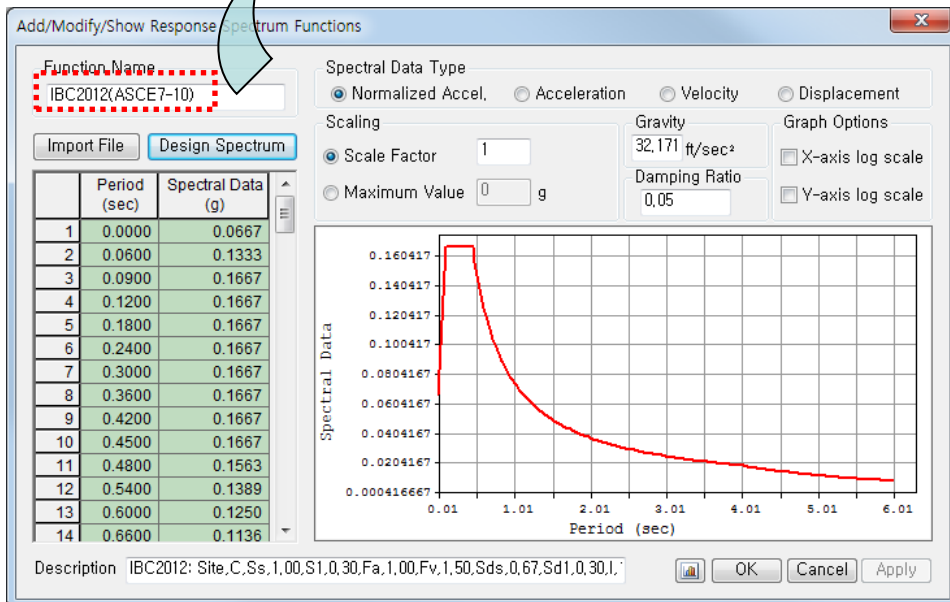 Add/Modify/Show Response Spectrum Functions
Function Name
IBC2012(ASCE7-10)
Import File
Design Spectrum
Spectral Data Type
Normalized Accel, Acceleration Velocity Displacement
Scaling
Scale Factor 1
Maximum Value 0 g
Gravity
32,171 ft/sec²
Damping Ratio
0,05
Graph Options
X-axis log scale
Y-axis log scale
Period (sec) Spectral Data (g)
1 0.0000 0.0667
2 0.0600 0.1333
3 0.0900 0.1667
4 0.1200 0.1667
5 0.1800 0.1667
6 0.2400 0.1667
7 0.3000 0.1667
8 0.3600 0.1667
9 0.4200 0.1667
10 0.4500 0.1667
11 0.4800 0.1563
12 0.5400 0.1389
13 0.6000 0.1250
14 0.6600 0.1136
Spectral Data
0.160417
0.140417
0.120417
0.100417
0.0804167
0.0604167
0.0404167
0.0204167
0.000416667
0.01 1.01 2.01 3.01 4.01 5.01 6.01
Period (sec)
Description IBC2012: Site,C,Ss,1,00,S1,0,30,Fa,1,00,Fv,1,50,Sds,0,67,Sd1,0,30,I,
OK Cancel Apply